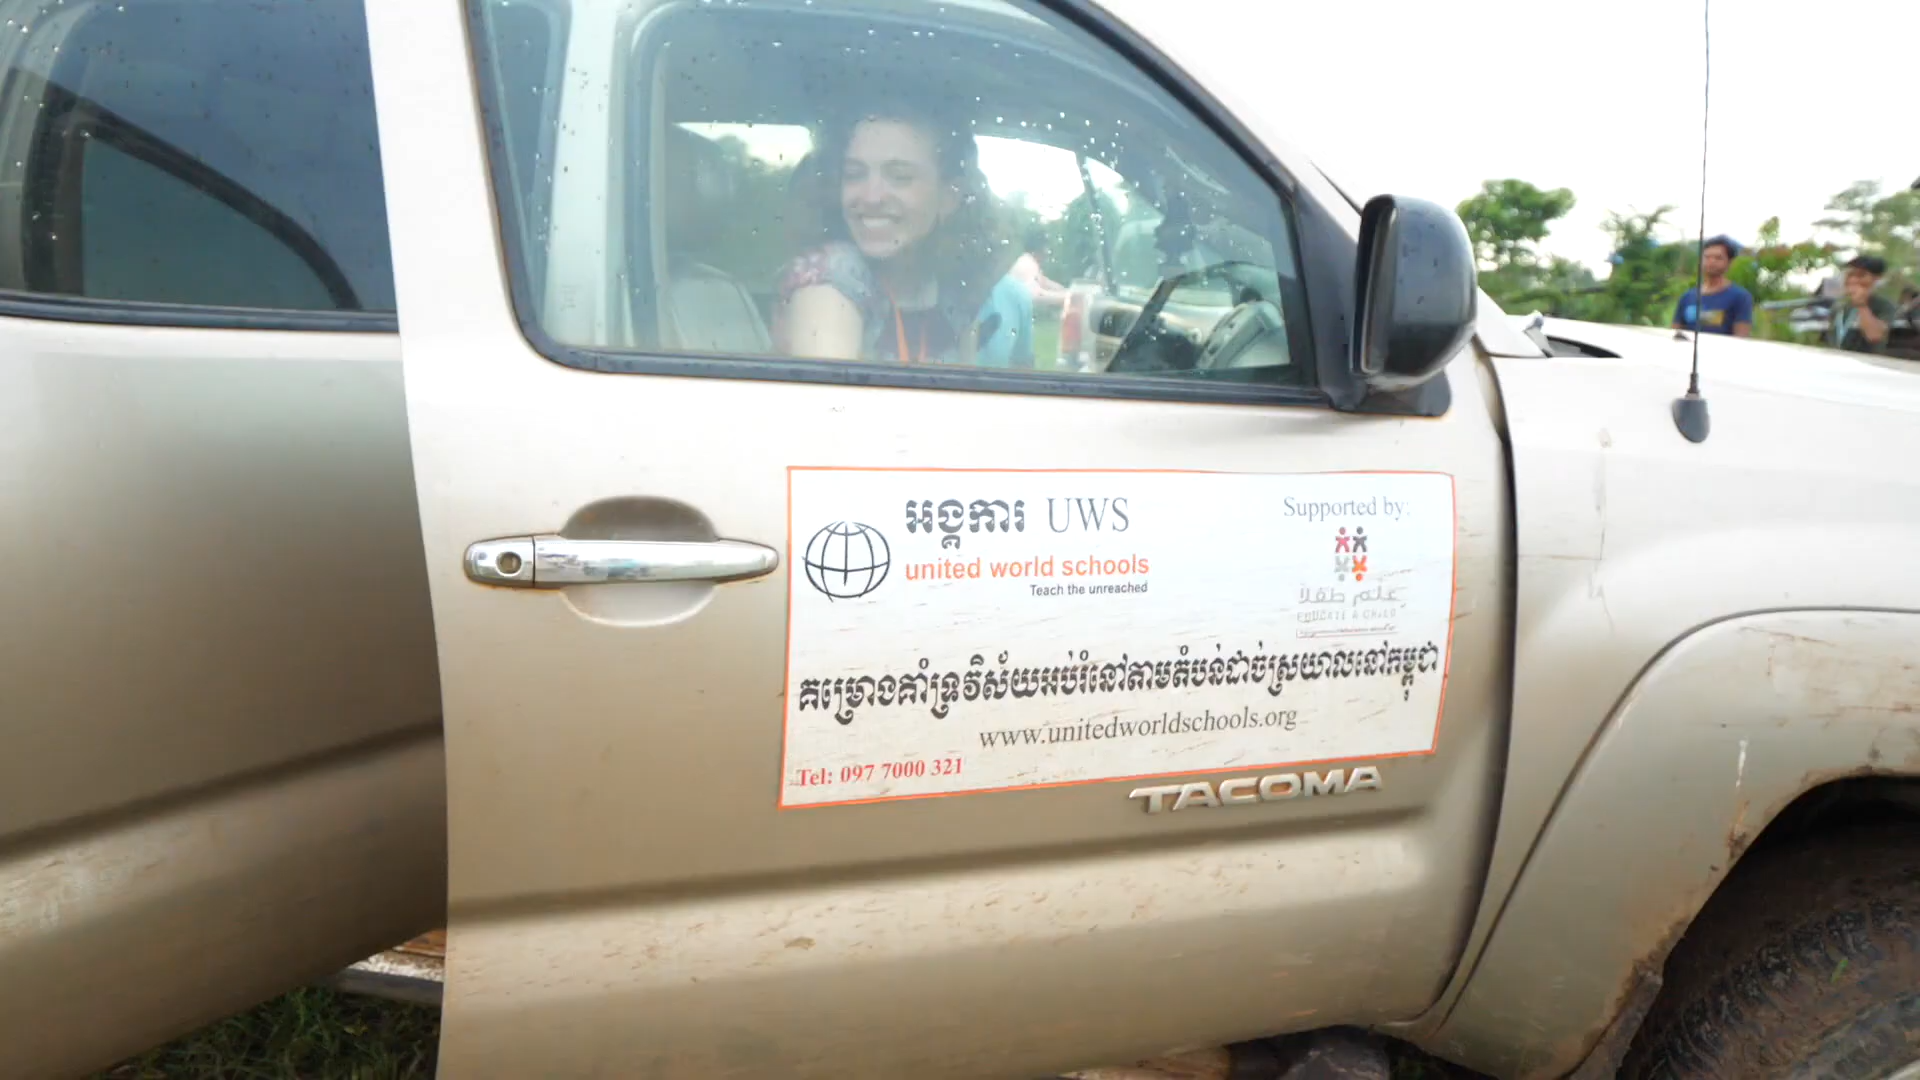 អង្គការ UWS
united world schools
Teach the unreached
Supported by:
علم طفلاً
EDUCATE A CHILD
គម្រោងគាំទ្រវិស័យអប់រំនៅតាមតំបន់ដាច់ស្រយាលនៅកម្ពុជា
www.unitedworldschools.org
Tel: 097 7000 321
TACOMA